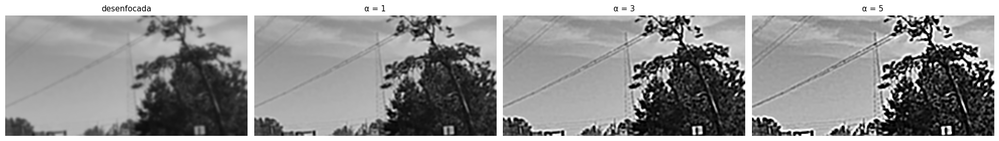 desenfocada
α = 1
α = 3
α = 5